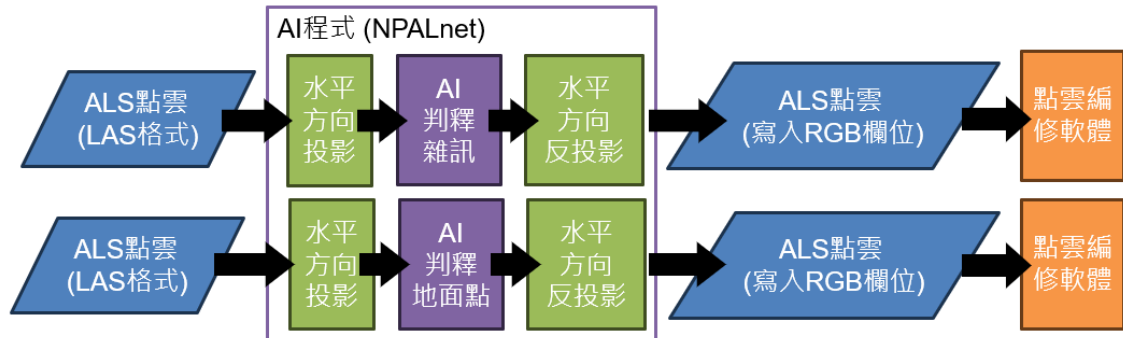 AI程式 (NPALnet)
ALS點雲
(LAS格式)
水平
方向
投影
AI
判釋
雜訊
水平
方向
反投影
ALS點雲
(寫入RGB欄位)
點雲編
修軟體
ALS點雲
(LAS格式)
水平
方向
投影
AI
判釋
地面點
水平
方向
反投影
ALS點雲
(寫入RGB欄位)
點雲編
修軟體